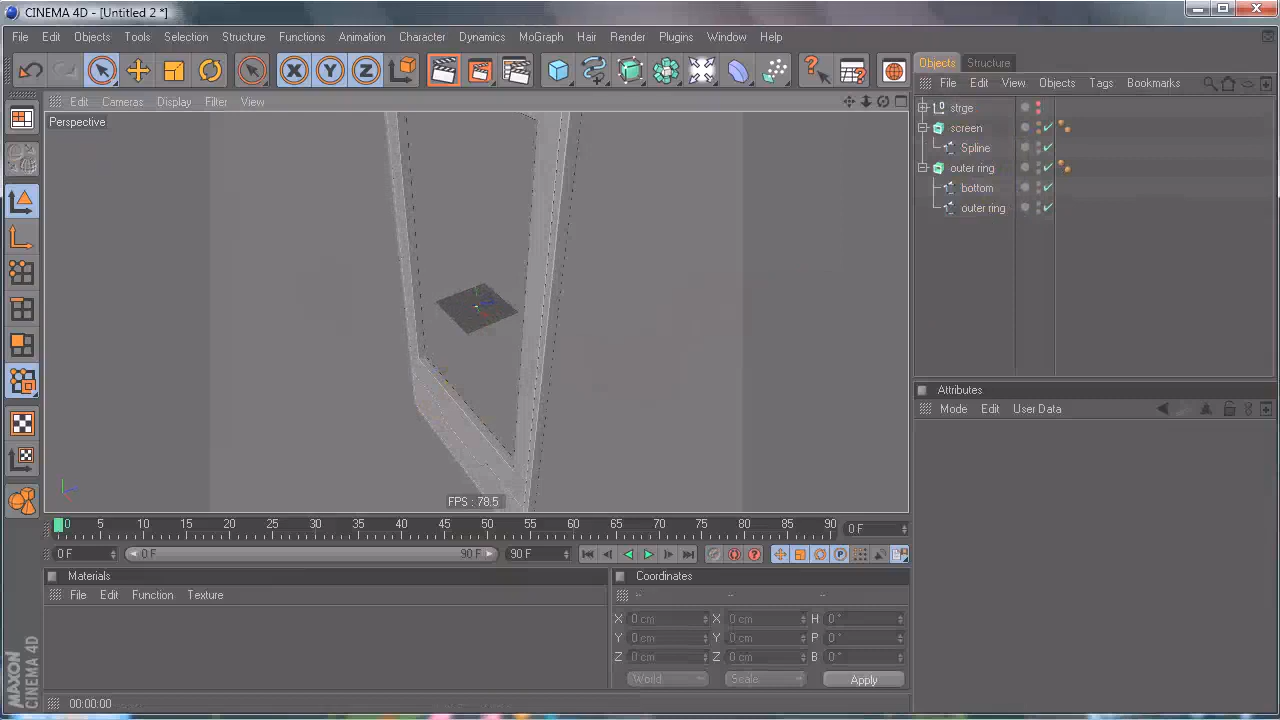 CINEMA 4D - [Untitled 2 *]
File Edit Objects Tools Selection Structure Functions Animation Character Dynamics MoGraph Hair Render Plugins Window Help
X Y Z
Objects Structure
File Edit View Objects Tags Bookmarks
Edit Cameras Display Filter View
Perspective
strge
screen
Spline
outer ring
bottom
outer ring
Attributes
Mode Edit User Data
FPS : 78.5
0 5 10 15 20 25 30 35 40 45 50 55 60 65 70 75 80 85 90
0 F
0 F 0 F 90 F 90 F
Materials
File Edit Function Texture
Coordinates
-- -- --
X 0 cm X 0 cm H 0 °
Y 0 cm Y 0 cm P 0 °
Z 0 cm Z 0 cm B 0 °
World Scale Apply
MAXON
CINEMA 4D
00:00:00